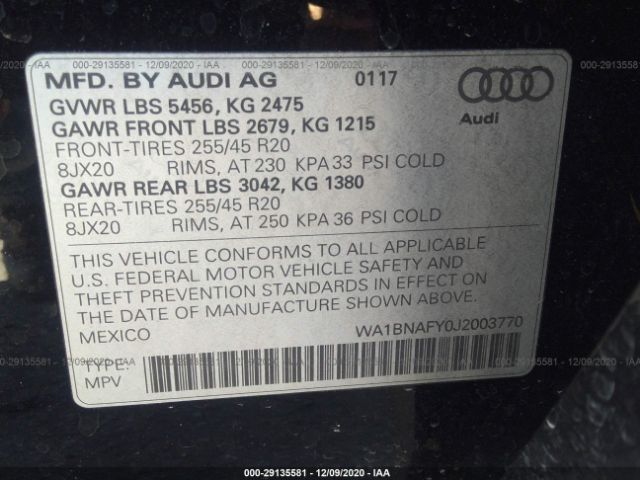 000-29135581 - 12/09/2020 - IAA
MFD. BY AUDI AG 0117
GVWR LBS 5456, KG 2475
GAWR FRONT LBS 2679, KG 1215
FRONT-TIRES 255/45 R20
8JX20 RIMS, AT 230 KPA 33 PSI COLD
GAWR REAR LBS 3042, KG 1380
REAR-TIRES 255/45 R20
8JX20 RIMS, AT 250 KPA 36 PSI COLD
Audi
THIS VEHICLE CONFORMS TO ALL APPLICABLE
U.S. FEDERAL MOTOR VEHICLE SAFETY AND
THEFT PREVENTION STANDARDS IN EFFECT ON
THE DATE OF MANUFACTURE SHOWN ABOVE.
MEXICO WA1BNAFY0J2003770
TYPE:
MPV
000-29135581 - 12/09/2020 - IAA